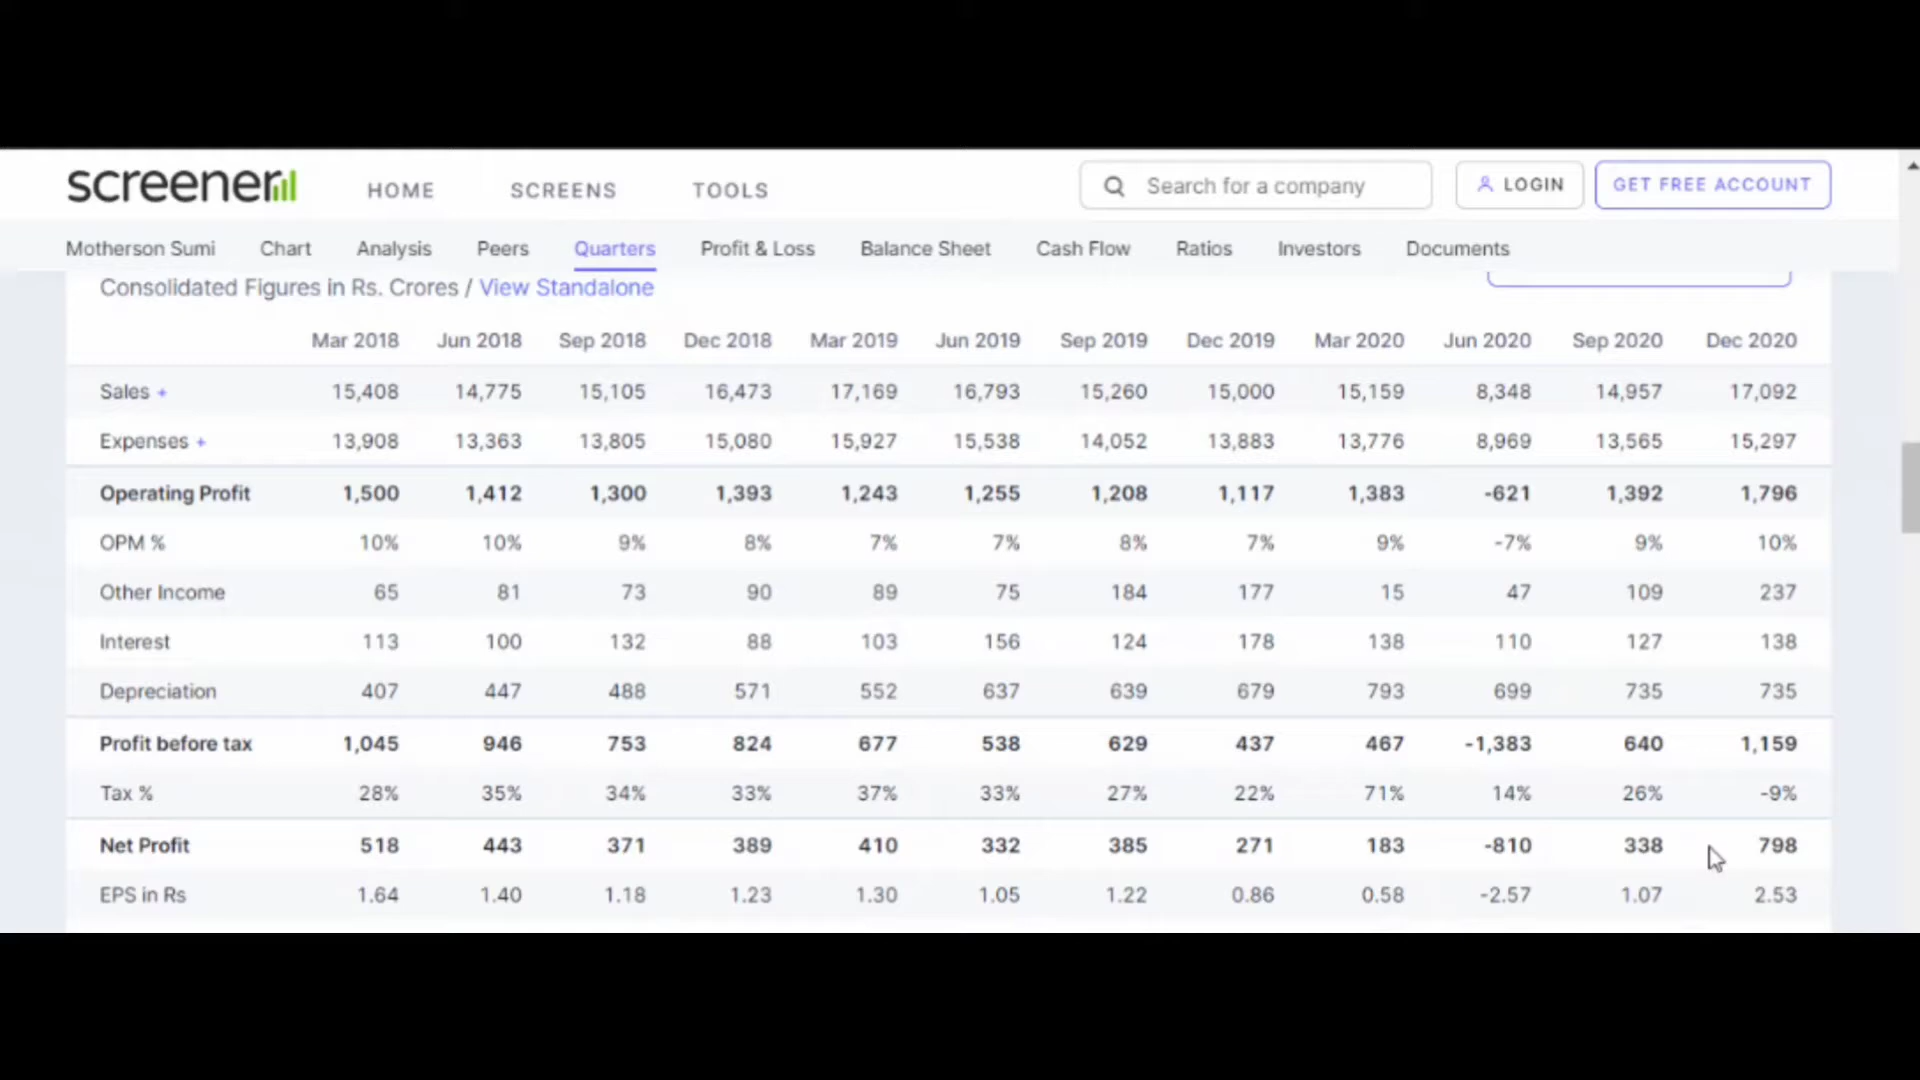 screener HOME SCREENS TOOLS Search for a company LOGIN GET FREE ACCOUNT
Motherson Sumi Chart Analysis Peers Quarters Profit & Loss Balance Sheet Cash Flow Ratios Investors Documents
Consolidated Figures in Rs. Crores / View Standalone
Mar 2018 Jun 2018 Sep 2018 Dec 2018 Mar 2019 Jun 2019 Sep 2019 Dec 2019 Mar 2020 Jun 2020 Sep 2020 Dec 2020
Sales + 15,408 14,775 15,105 16,473 17,169 16,793 15,260 15,000 15,159 8,348 14,957 17,092
Expenses + 13,908 13,363 13,805 15,080 15,927 15,538 14,052 13,883 13,776 8,969 13,565 15,297
Operating Profit 1,500 1,412 1,300 1,393 1,243 1,255 1,208 1,117 1,383 -621 1,392 1,796
OPM % 10% 10% 9% 8% 7% 7% 8% 7% 9% -7% 9% 10%
Other Income 65 81 73 90 89 75 184 177 15 47 109 237
Interest 113 100 132 88 103 156 124 178 138 110 127 138
Depreciation 407 447 488 571 552 637 639 679 793 699 735 735
Profit before tax 1,045 946 753 824 677 538 629 437 467 -1,383 640 1,159
Tax % 28% 35% 34% 33% 37% 33% 27% 22% 71% 14% 26% -9%
Net Profit 518 443 371 389 410 332 385 271 183 -810 338 798
EPS in Rs 1.64 1.40 1.18 1.23 1.30 1.05 1.22 0.86 0.58 -2.57 1.07 2.53